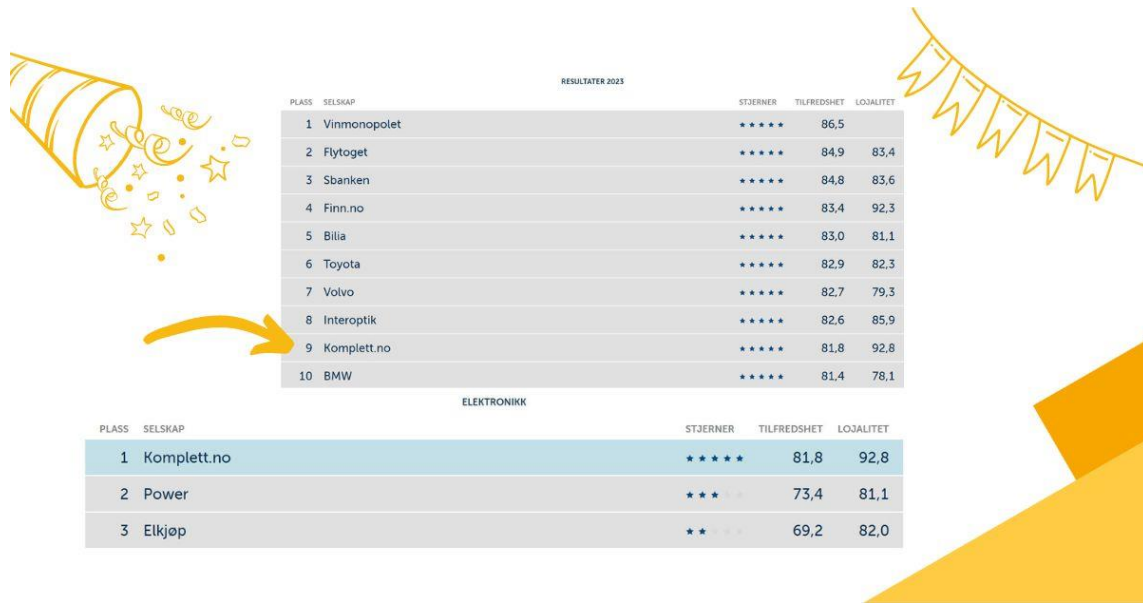 RESULTATER 2023
PLASS SELSKAP STJERNER TILFREDSHET LOJALITET
1 Vinmonopolet ★★★★★ 86,5
2 Flytoget ★★★★★ 84,9 83,4
3 Sbanken ★★★★★ 84,8 83,6
4 Finn.no ★★★★★ 83,4 92,3
5 Bilia ★★★★★ 83,0 81,1
6 Toyota ★★★★★ 82,9 82,3
7 Volvo ★★★★★ 82,7 79,3
8 Interoptik ★★★★★ 82,6 85,9
9 Komplett.no ★★★★★ 81,8 92,8
10 BMW ★★★★★ 81,4 78,1
ELEKTRONIKK
PLASS SELSKAP STJERNER TILFREDSHET LOJALITET
1 Komplett.no ★★★★★ 81,8 92,8
2 Power ★★★ 73,4 81,1
3 Elkjøp ★★ 69,2 82,0